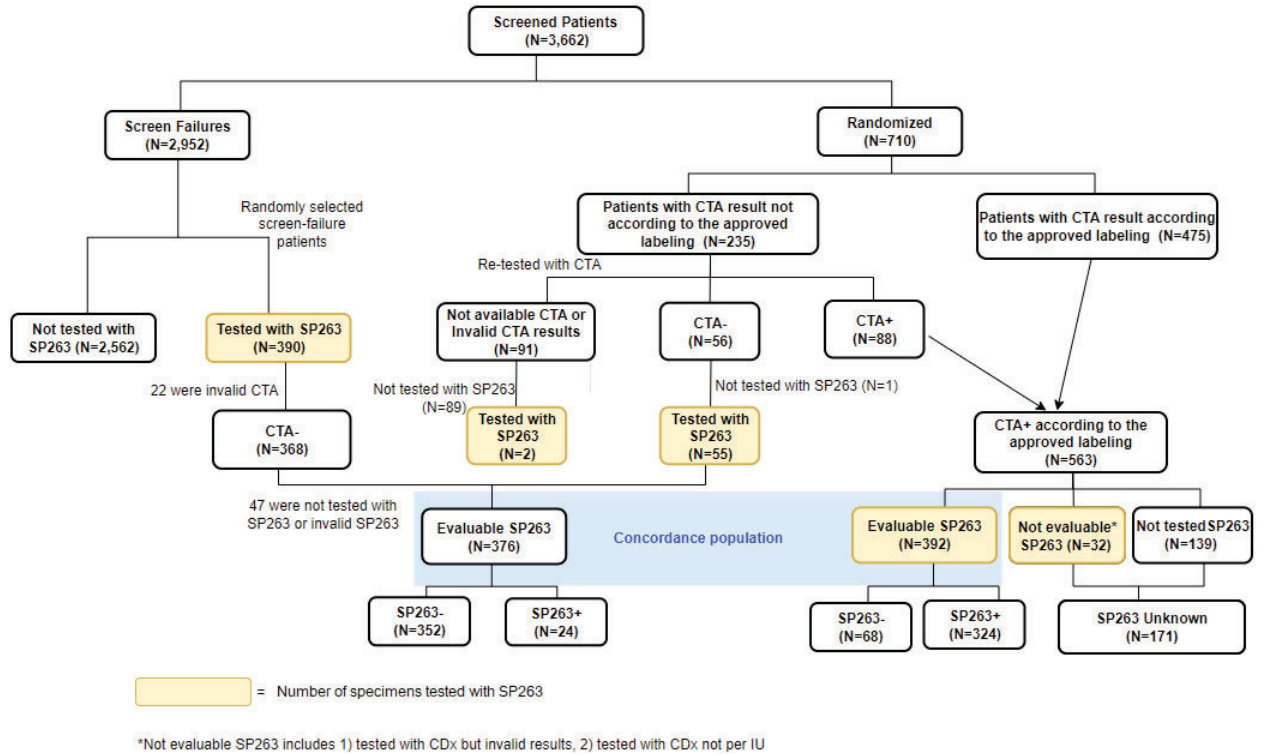 Screened Patients
(N=3,662)
Screen Failures
(N=2,952)
Randomized
(N=710)
Randomly selected
screen-failure
patients
Patients with CTA result not
according to the approved
labeling (N=235)
Patients with CTA result according
to the approved labeling (N=475)
Re-tested with CTA
Not tested with
SP263 (N=2,562)
Tested with SP263
(N=390)
Not available CTA or
Invalid CTA results
(N=91)
CTA-
(N=56)
CTA+
(N=88)
22 were invalid CTA
Not tested with SP263
(N=89)
Not tested with SP263 (N=1)
CTA-
(N=368)
Tested with
SP263
(N=2)
Tested with
SP263
(N=55)
CTA+ according to the
approved labeling
(N=563)
47 were not tested with
SP263 or invalid SP263
Evaluable SP263
(N=376)
Concordance population
Evaluable SP263
(N=392)
Not evaluable*
SP263 (N=32)
Not tested SP263
(N=139)
SP263-
(N=352)
SP263+
(N=24)
SP263-
(N=68)
SP263+
(N=324)
SP263 Unknown
(N=171)
= Number of specimens tested with SP263
*Not evaluable SP263 includes 1) tested with CDx but invalid results, 2) tested with CDx not per IU